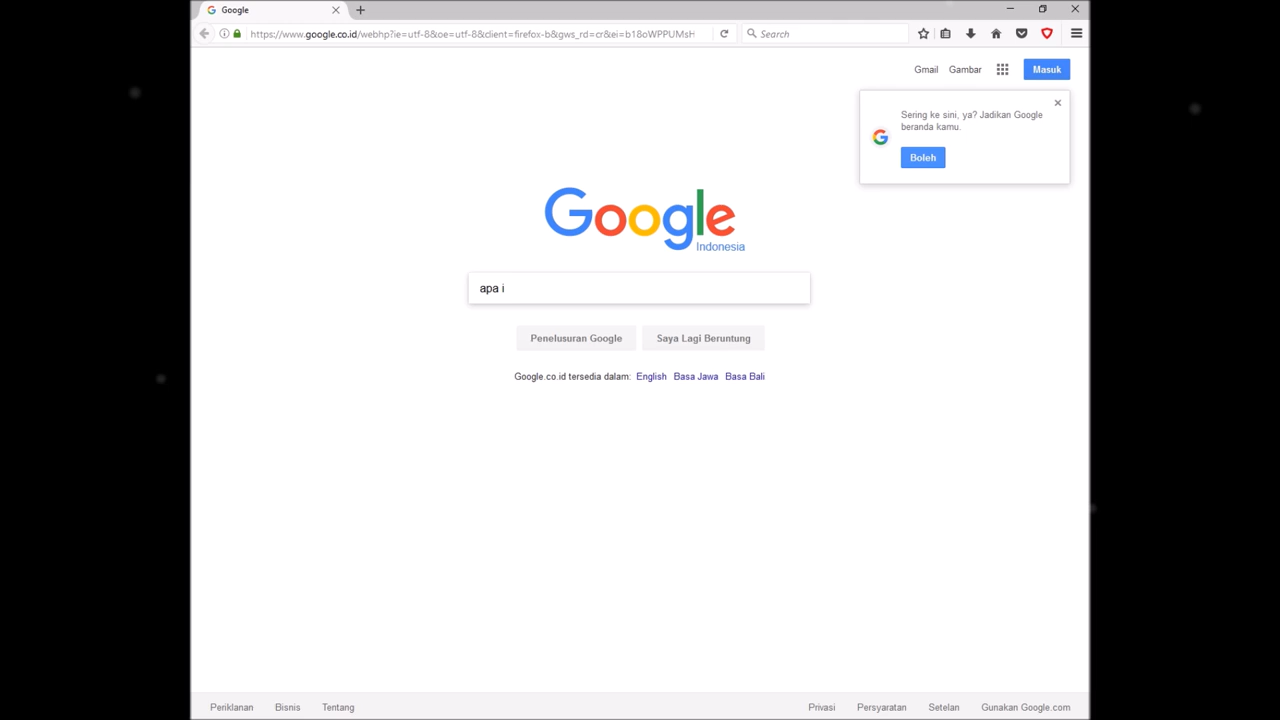 Google
https://www.google.co.id/webhp?ie=utf-8&oe=utf-8&client=firefox-b&gws_rd=cr&ei=b18oWPPUMsH
Search
Gmail Gambar Masuk
Sering ke sini, ya? Jadikan Google
beranda kamu.
Boleh
Google
Indonesia
apa i
Penelusuran Google Saya Lagi Beruntung
Google.co.id tersedia dalam: English Basa Jawa Basa Bali
Periklanan Bisnis Tentang Privasi Persyaratan Setelan Gunakan Google.com